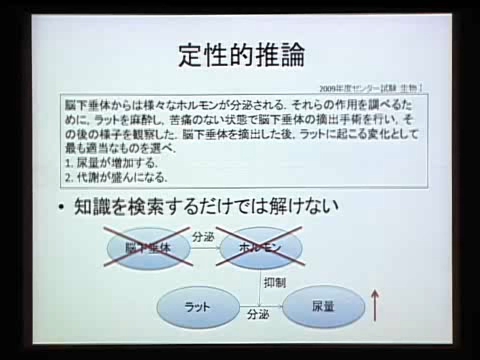 定性的推論
2009年度センター試験 生物Ⅰ
脳下垂体からは様々なホルモンが分泌される．それらの作用を調べるた
めに，ラットを麻酔し，苦痛のない状態で脳下垂体の摘出手術を行い，そ
の後の様子を観察した．脳下垂体を摘出した後，ラットに起こる変化として
最も適当なものを選べ．
1. 尿量が増加する．
2. 代謝が盛んになる．
• 知識を検索するだけでは解けない
脳下垂体 分泌 ホルモン
抑制
ラット 分泌 尿量